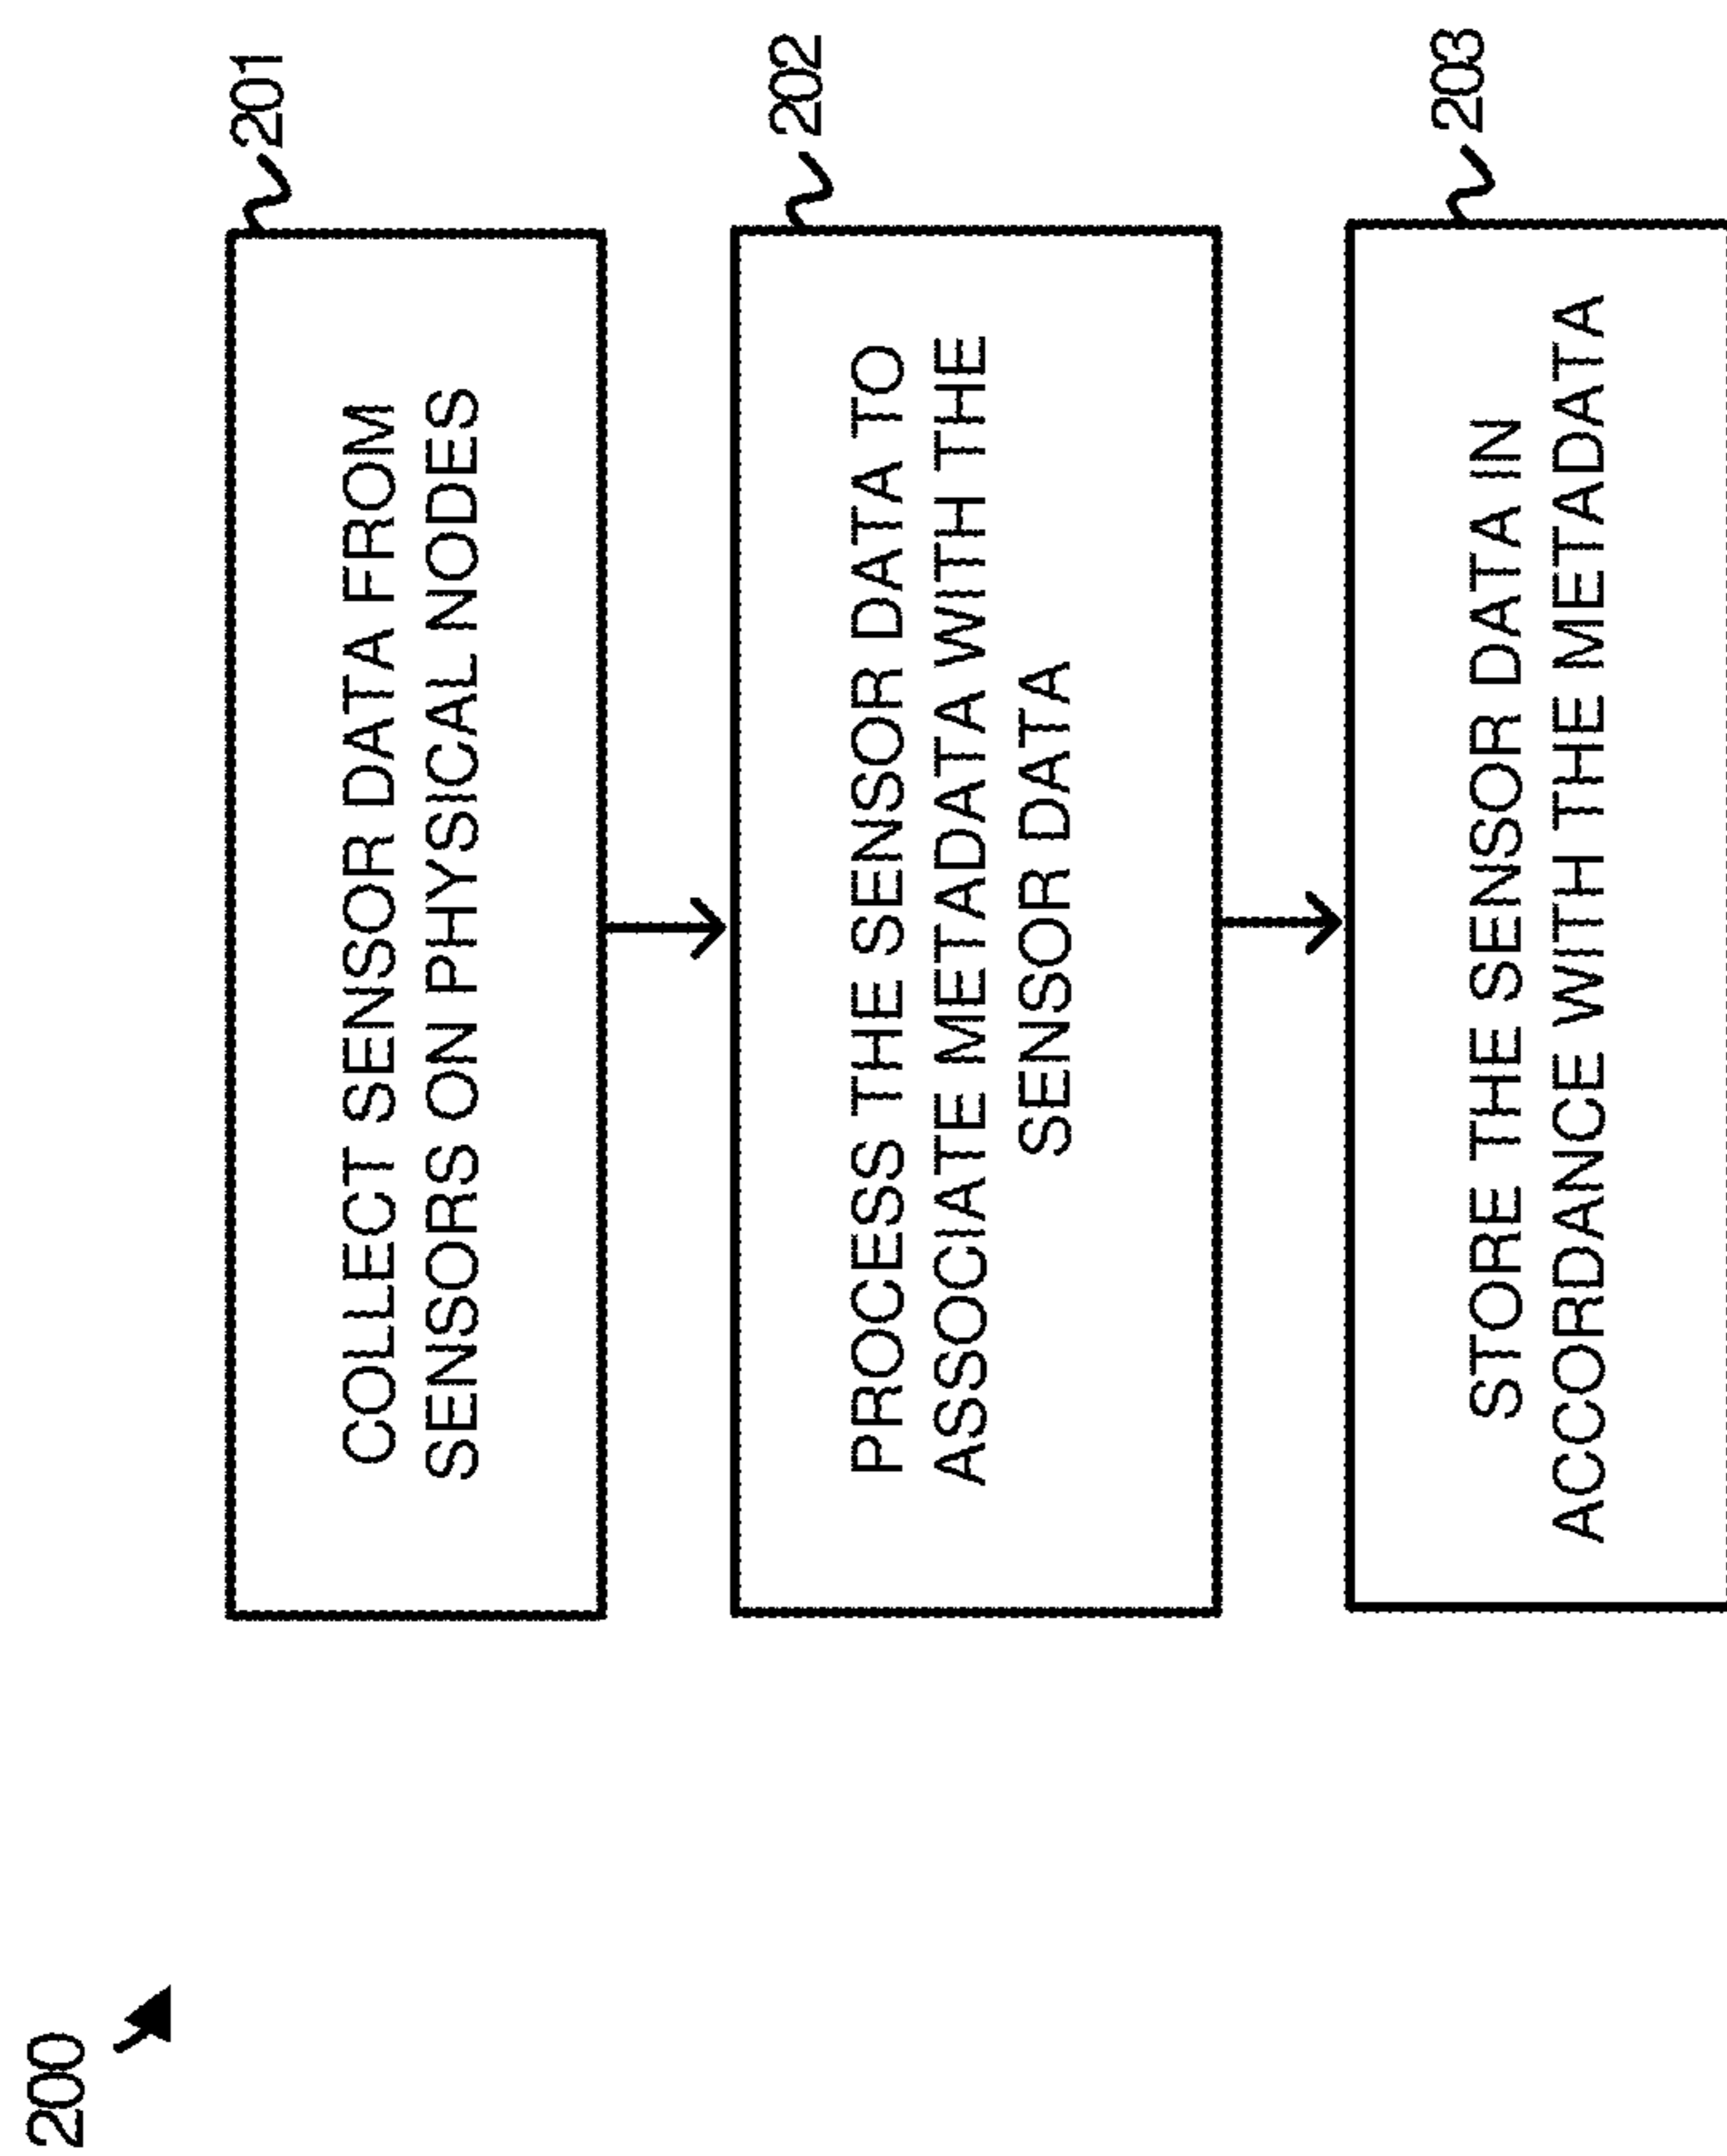 200
201
COLLECT SENSOR DATA FROM
SENSORS ON PHYSICAL NODES
202
PROCESS THE SENSOR DATA TO
ASSOCIATE METADATA WITH THE
SENSOR DATA
203
STORE THE SENSOR DATA IN
ACCORDANCE WITH THE METADATA